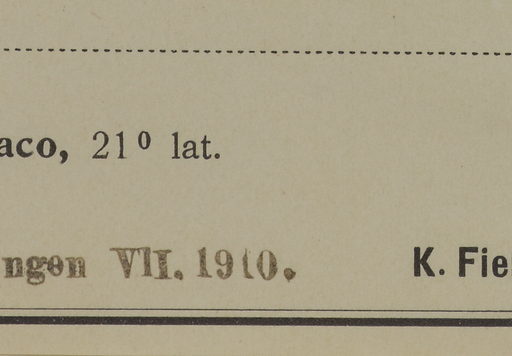 aco, 21⁰ lat.
ngen VII. 1910. K. Fie